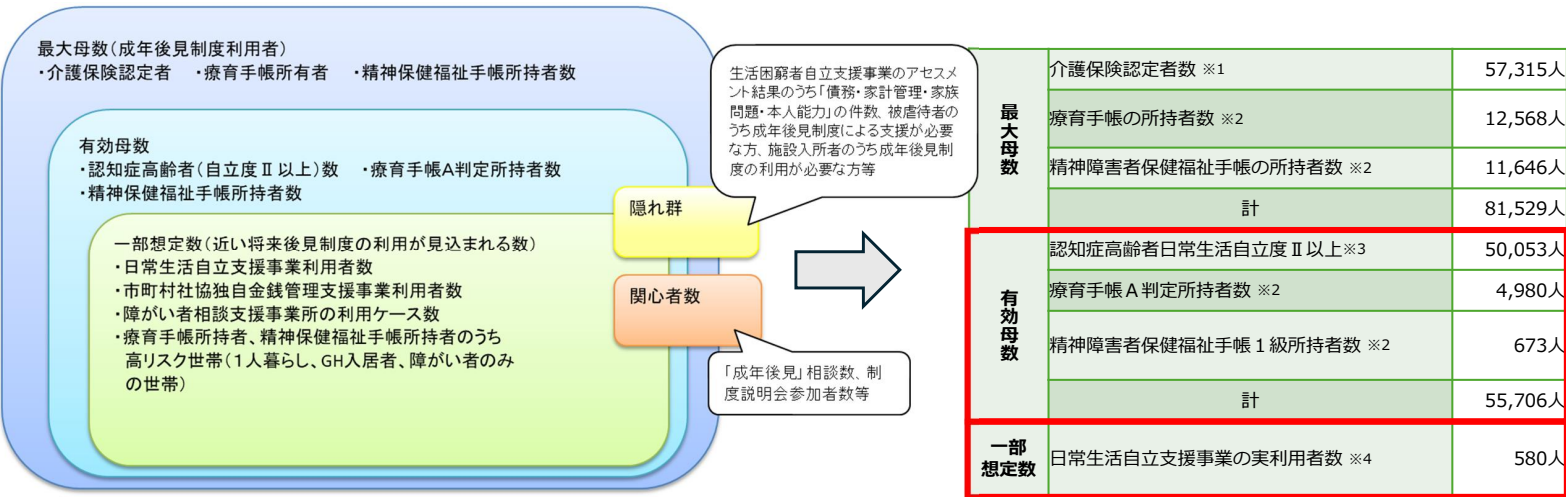 最大母数(成年後見制度利用者)
・介護保険認定者　・療育手帳所有者　・精神保健福祉手帳所持者数
有効母数
・認知症高齢者(自立度Ⅱ以上)数　・療育手帳A判定所持者数
・精神保健福祉手帳所持者数
一部想定数(近い将来後見制度の利用が見込まれる数)
・日常生活自立支援事業利用者数
・市町村社協独自金銭管理支援事業利用者数
・障がい者相談支援事業所の利用ケース数
・療育手帳所持者、精神保健福祉手帳所持者のうち
高リスク世帯(1人暮らし、GH入居者、障がい者のみ
の世帯)
隠れ群
関心者数
生活困窮者自立支援事業のアセスメ
ント結果のうち「債務・家計管理・家族
問題・本人能力」の件数、被虐待者の
うち成年後見制度による支援が必要
な方、施設入所者のうち成年後見制
度の利用が必要な方等
「成年後見」相談数、制
度説明会参加者数等
最大母数
介護保険認定者数 ※1　57,315人
療育手帳の所持者数 ※2　12,568人
精神障害者保健福祉手帳の所持者数 ※2　11,646人
計　81,529人
有効母数
認知症高齢者日常生活自立度Ⅱ以上※3　50,053人
療育手帳A判定所持者数 ※2　4,980人
精神障害者保健福祉手帳1級所持者数 ※2　673人
計　55,706人
一部
想定数
日常生活自立支援事業の実利用者数 ※4　580人